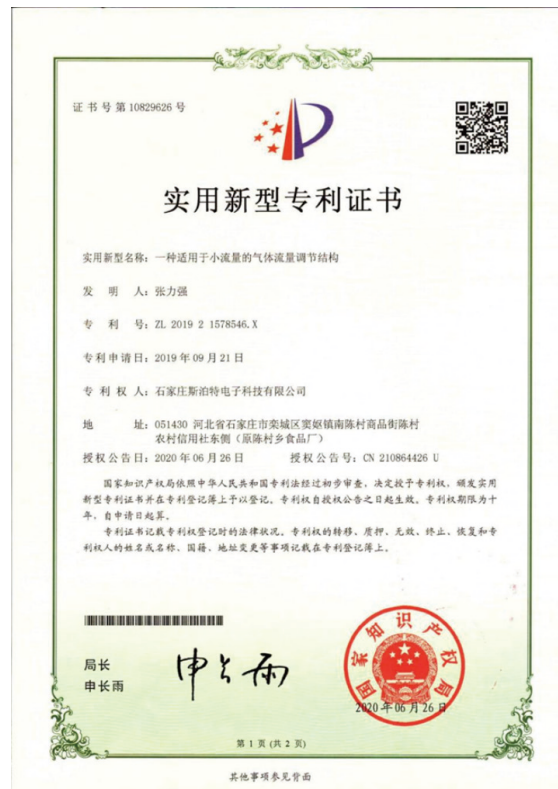 证书号第10829626号
实用新型专利证书
实用新型名称：一种适用于小流量的气体流量调节结构
发 明 人：张力强
专 利 号：ZL 2019 2 1578546.X
专利申请日：2019年09月21日
专 利 权 人：石家庄斯泊特电子科技有限公司
地 址：051430 河北省石家庄市栾城区窦妪镇南陈村商品街陈村
农村信用社东侧（原陈村乡食品厂）
授权公告日：2020年06月26日 授权公告号：CN 210864426 U
国家知识产权局依照中华人民共和国专利法经过初步审查，决定授予专利权，颁发实用
新型专利证书并在专利登记簿上予以登记。专利权自授权公告之日起生效。专利权期限为十
年，自申请日起算。
专利证书记载专利权登记时的法律状况。专利权的转移、质押、无效、终止、恢复和专
利权人的姓名或名称、国籍、地址变更等事项记载在专利登记簿上。
局长
申长雨
申长雨
国家知识产权局
2020年06月26日
第 1 页 (共 2 页)
其他事项参见背面